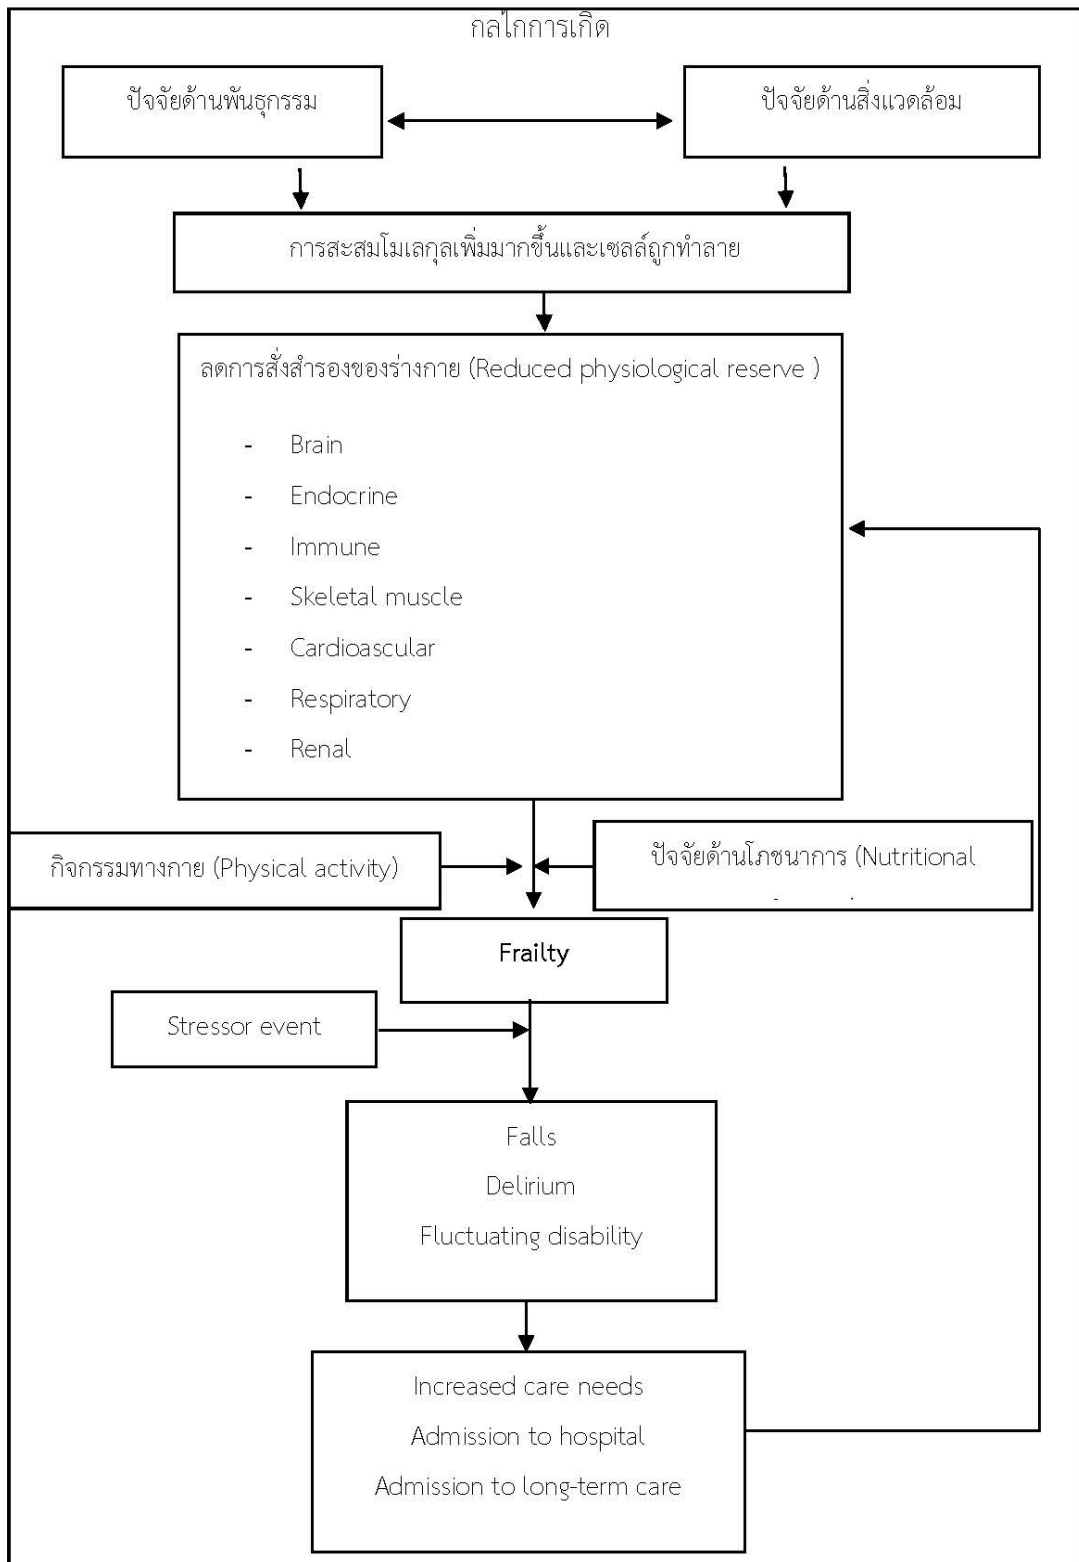 กลไกการเกิด
ปัจจัยด้านพันธุกรรม
ปัจจัยด้านสิ่งแวดล้อม
การสะสมโมเลกุลเพิ่มมากขึ้นและเซลล์ถูกทำลาย
ลดการสั่งสำรองของร่างกาย (Reduced physiological reserve )
- Brain
- Endocrine
- Immune
- Skeletal muscle
- Cardioascular
- Respiratory
- Renal
กิจกรรมทางกาย (Physical activity)
ปัจจัยด้านโภชนาการ (Nutritional
Frailty
Stressor event
Falls
Delirium
Fluctuating disability
Increased care needs
Admission to hospital
Admission to long-term care